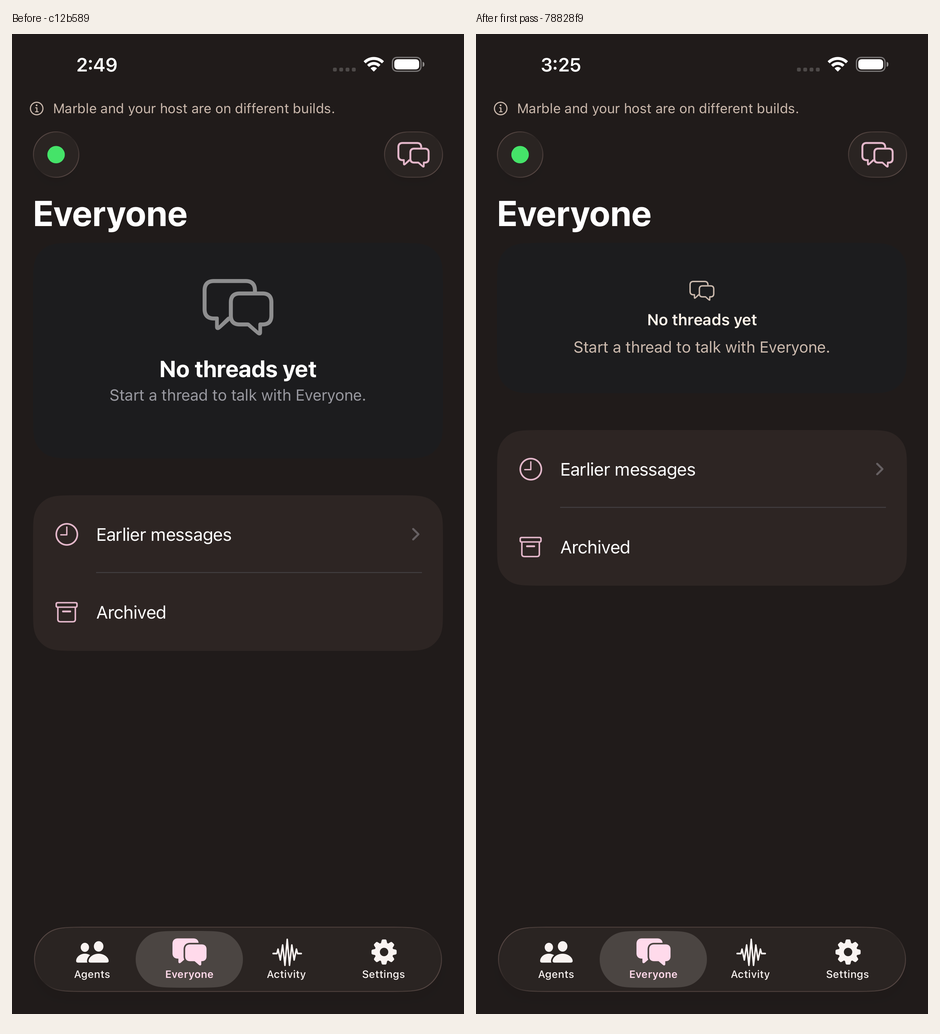 Before - c12b589
After first pass - 78828f9
2:49
Marble and your host are on different builds.
Everyone
No threads yet
Start a thread to talk with Everyone.
Earlier messages
Archived
Agents
Everyone
Activity
Settings
3:25
Marble and your host are on different builds.
Everyone
No threads yet
Start a thread to talk with Everyone.
Earlier messages
Archived
Agents
Everyone
Activity
Settings